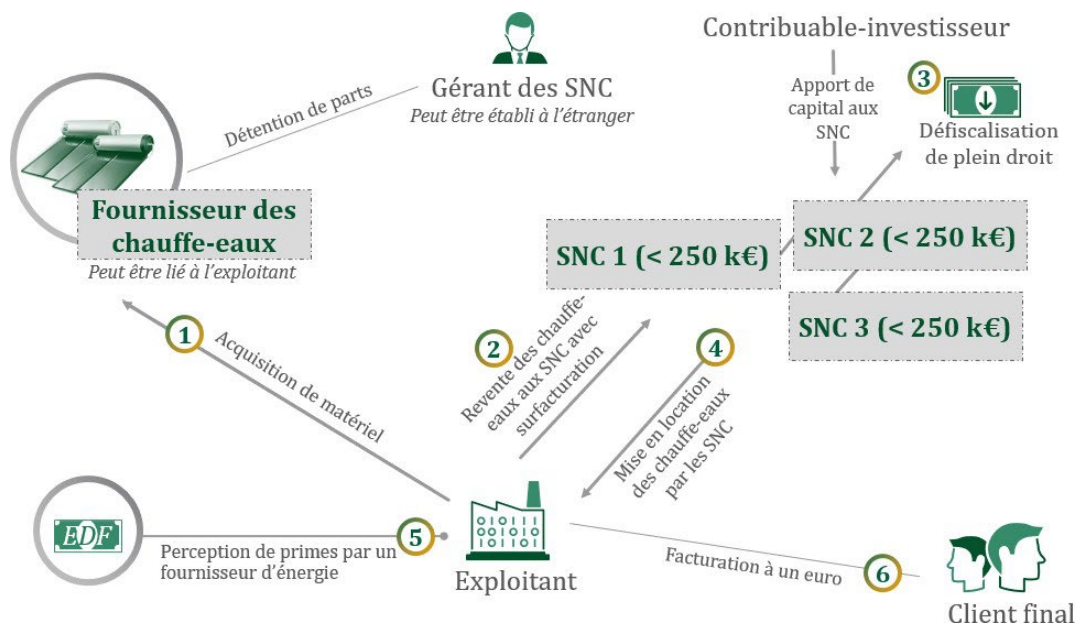 Contribuable-investisseur
Gérant des SNC
Peut être établi à l'étranger
Détention de parts
Apport de
capital aux
SNC
3
Défiscalisation
de plein droit
Fournisseur des
chauffe-eaux
Peut être lié à l'exploitant
SNC 1 (< 250 k€)
SNC 2 (< 250 k€)
SNC 3 (< 250 k€)
1
Acquisition de matériel
2
Revente des chauffe-
eaux aux SNC avec
surfacturation
4
Mise en location
des chauffe-eaux
par les SNC
EDF
5
Perception de primes par un
fournisseur d'énergie
010111
001010
010111
Exploitant
Facturation à un euro
6
Client final